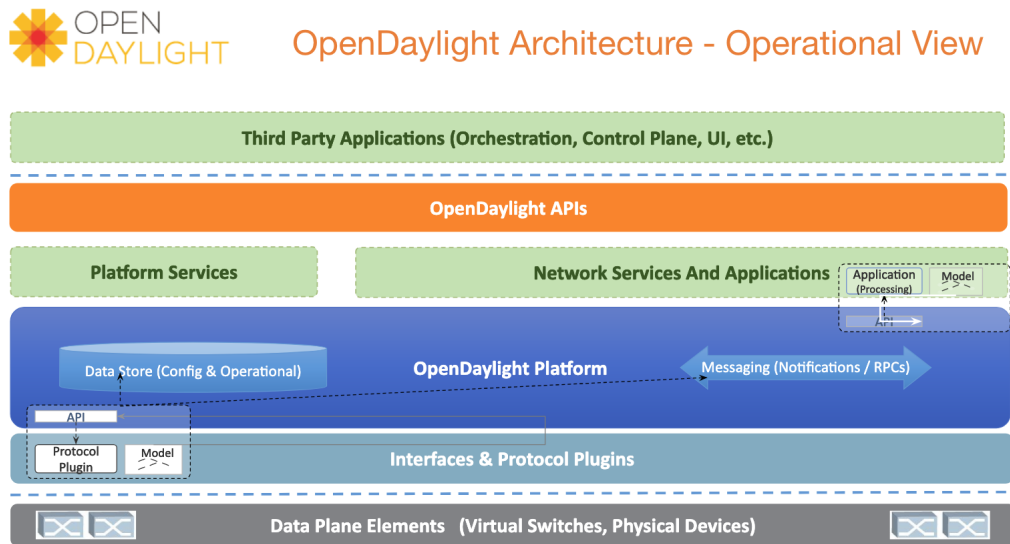 OPEN
DAYLIGHT
OpenDaylight Architecture - Operational View
Third Party Applications (Orchestration, Control Plane, UI, etc.)
OpenDaylight APIs
Platform Services
Network Services And Applications
Application
(Processing)
Model
API
Data Store (Config & Operational)
OpenDaylight Platform
Messaging (Notifications / RPCs)
API
Protocol
Plugin
Model
Interfaces & Protocol Plugins
Data Plane Elements (Virtual Switches, Physical Devices)